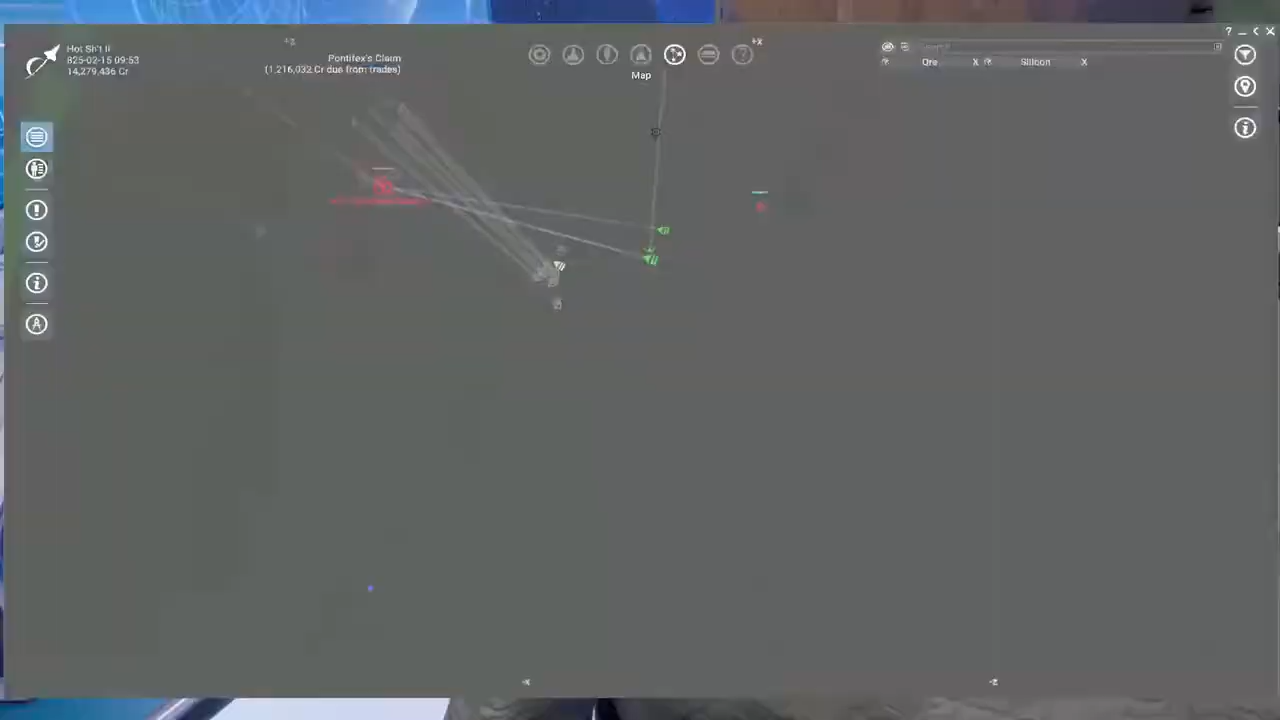 Hot Sh*t II
825-02-15 09:53
14,279,436 Cr
Pontifex's Claim
(1,216,032 Cr due from trades)
Map
+X
?
Ore X
Silicon X
-X
-Z